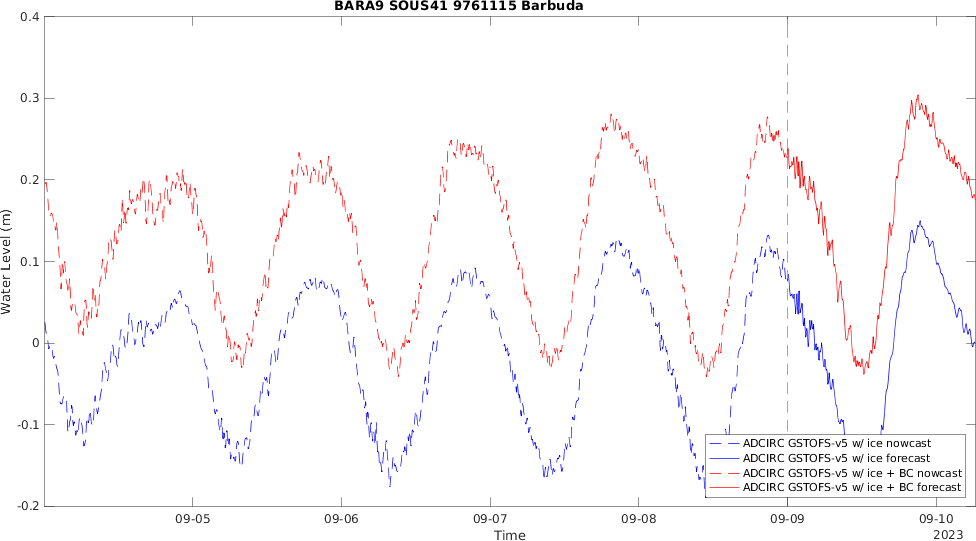 BARA9 SOUS41 9761115 Barbuda
0.4
0.3
0.2
0.1
0
-0.1
-0.2
Water Level (m)
ADCIRC GSTOFS-v5 w/ ice nowcast
ADCIRC GSTOFS-v5 w/ ice forecast
ADCIRC GSTOFS-v5 w/ ice + BC nowcast
ADCIRC GSTOFS-v5 w/ ice + BC forecast
09-05 09-06 09-07 09-08 09-09 09-10
Time
2023